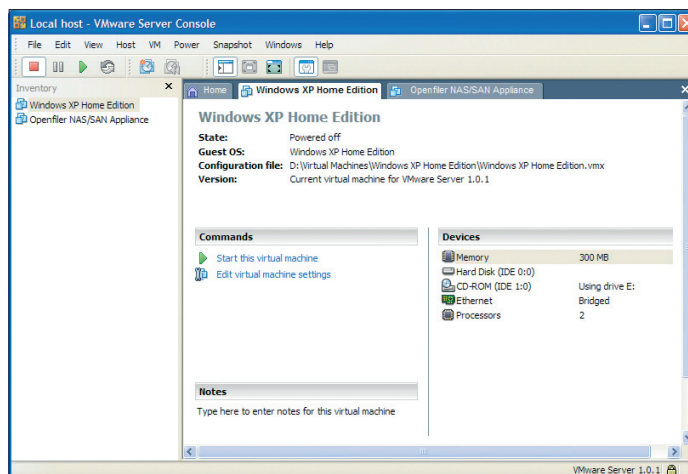 Local host - VMware Server Console
File Edit View Host VM Power Snapshot Windows Help
Inventory
Windows XP Home Edition
Openfiler NAS/SAN Appliance
Home Windows XP Home Edition Openfiler NAS/SAN Appliance
Windows XP Home Edition
State: Powered off
Guest OS: Windows XP Home Edition
Configuration file: D:\Virtual Machines\Windows XP Home Edition\Windows XP Home Edition.vmx
Version: Current virtual machine for VMware Server 1.0.1
Commands
Start this virtual machine
Edit virtual machine settings
Devices
Memory 300 MB
Hard Disk (IDE 0:0)
CD-ROM (IDE 1:0) Using drive E:
Ethernet Bridged
Processors 2
Notes
Type here to enter notes for this virtual machine
VMware Server 1.0.1